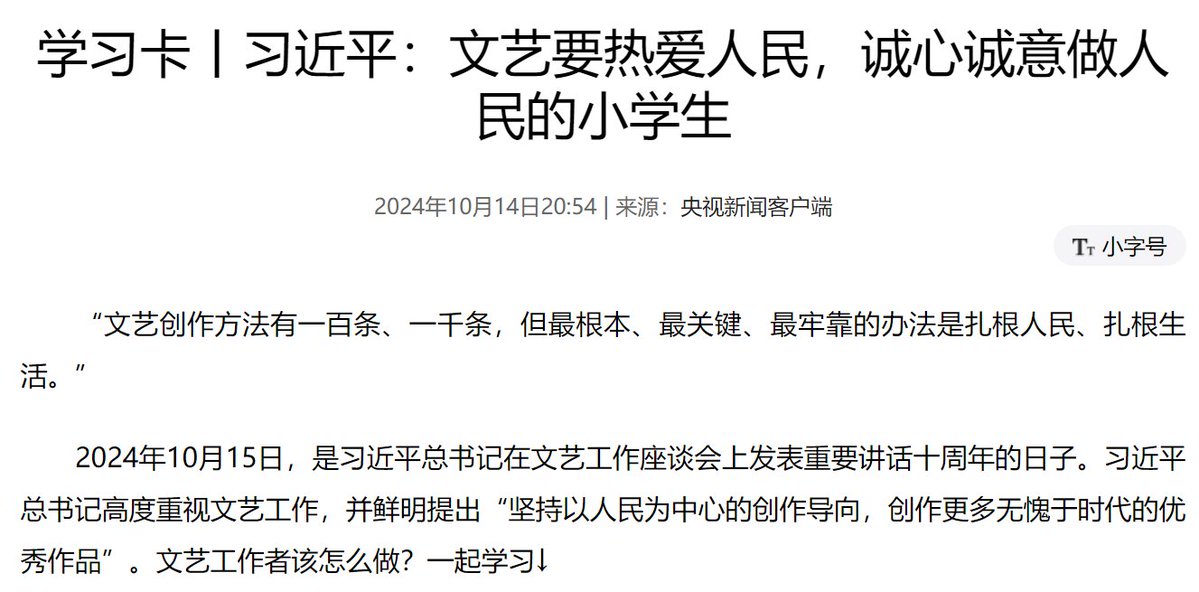 学习卡丨习近平：文艺要热爱人民，诚心诚意做人
民的小学生
2024年10月14日20:54 | 来源：央视新闻客户端
TT 小字号
“文艺创作方法有一百条、一千条，但最根本、最关键、最牢靠的办法是扎根人民、扎根生
活。”
2024年10月15日，是习近平总书记在文艺工作座谈会上发表重要讲话十周年的日子。习近平
总书记高度重视文艺工作，并鲜明提出“坚持以人民为中心的创作导向，创作更多无愧于时代的优
秀作品”。文艺工作者该怎么做？一起学习↓